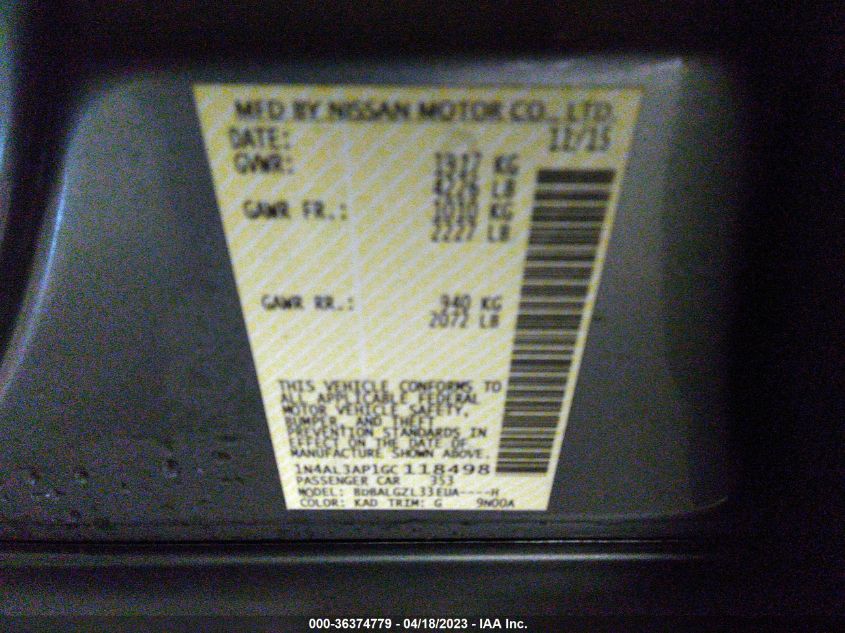 MFD BY NISSAN MOTOR CO., LTD.
DATE: 12/15
GVWR: 1917 KG
4226 LB
GAWR FR.: 1010 KG
2227 LB
GAWR RR.: 940 KG
2072 LB
THIS VEHICLE CONFORMS TO
ALL APPLICABLE FEDERAL
MOTOR VEHICLE SAFETY,
BUMPER, AND THEFT
PREVENTION STANDARDS IN
EFFECT ON THE DATE OF
MANUFACTURE SHOWN ABOVE.
1N4AL3AP1GC118498
PASSENGER CAR 353
MODEL: BDBALGZL33EUA----H
COLOR: KAD TRIM: G 9N00A
000-36374779 - 04/18/2023 - IAA Inc.